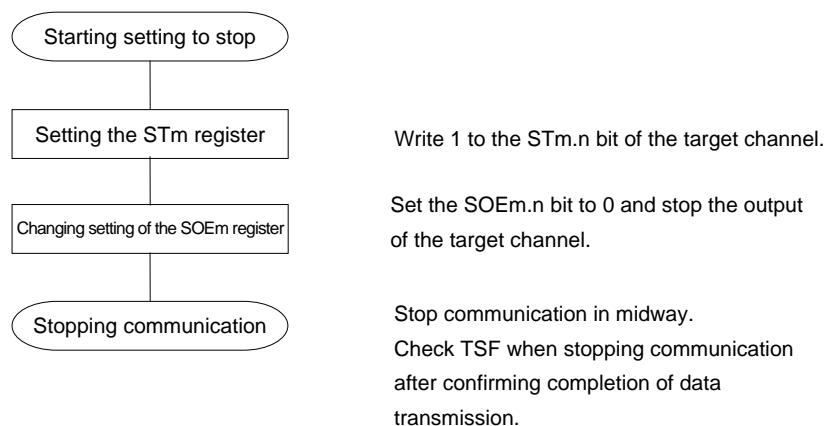 Starting setting to stop
Setting the STm register
Write 1 to the STm.n bit of the target channel.
Changing setting of the SOEm register
Set the SOEm.n bit to 0 and stop the output
of the target channel.
Stopping communication
Stop communication in midway.
Check TSF when stopping communication
after confirming completion of data
transmission.